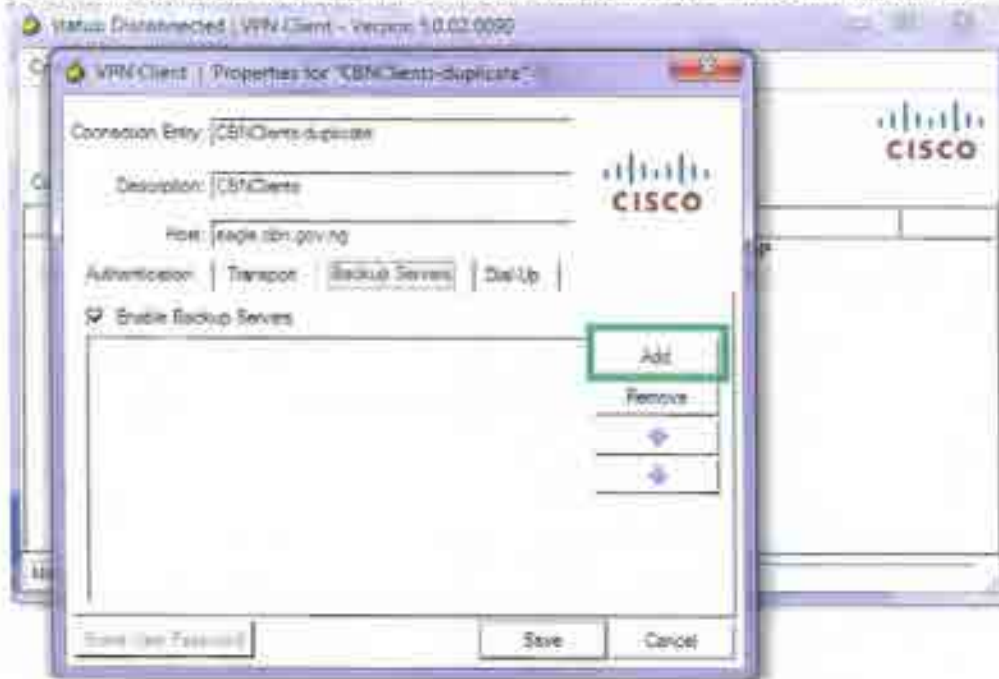 Status: Disconnected | VPN Client - Version 5.0.02.0090
VPN Client | Properties for "CBNClients-duplicate"
Connection Entry: CBNClients-duplicate
CISCO
Description: CBNClients
CISCO
Host: eagle.cbn.gov.ng
Authentication | Transport | Backup Servers | Dial-Up |
Enable Backup Servers
Add
Remove
Save
Cancel